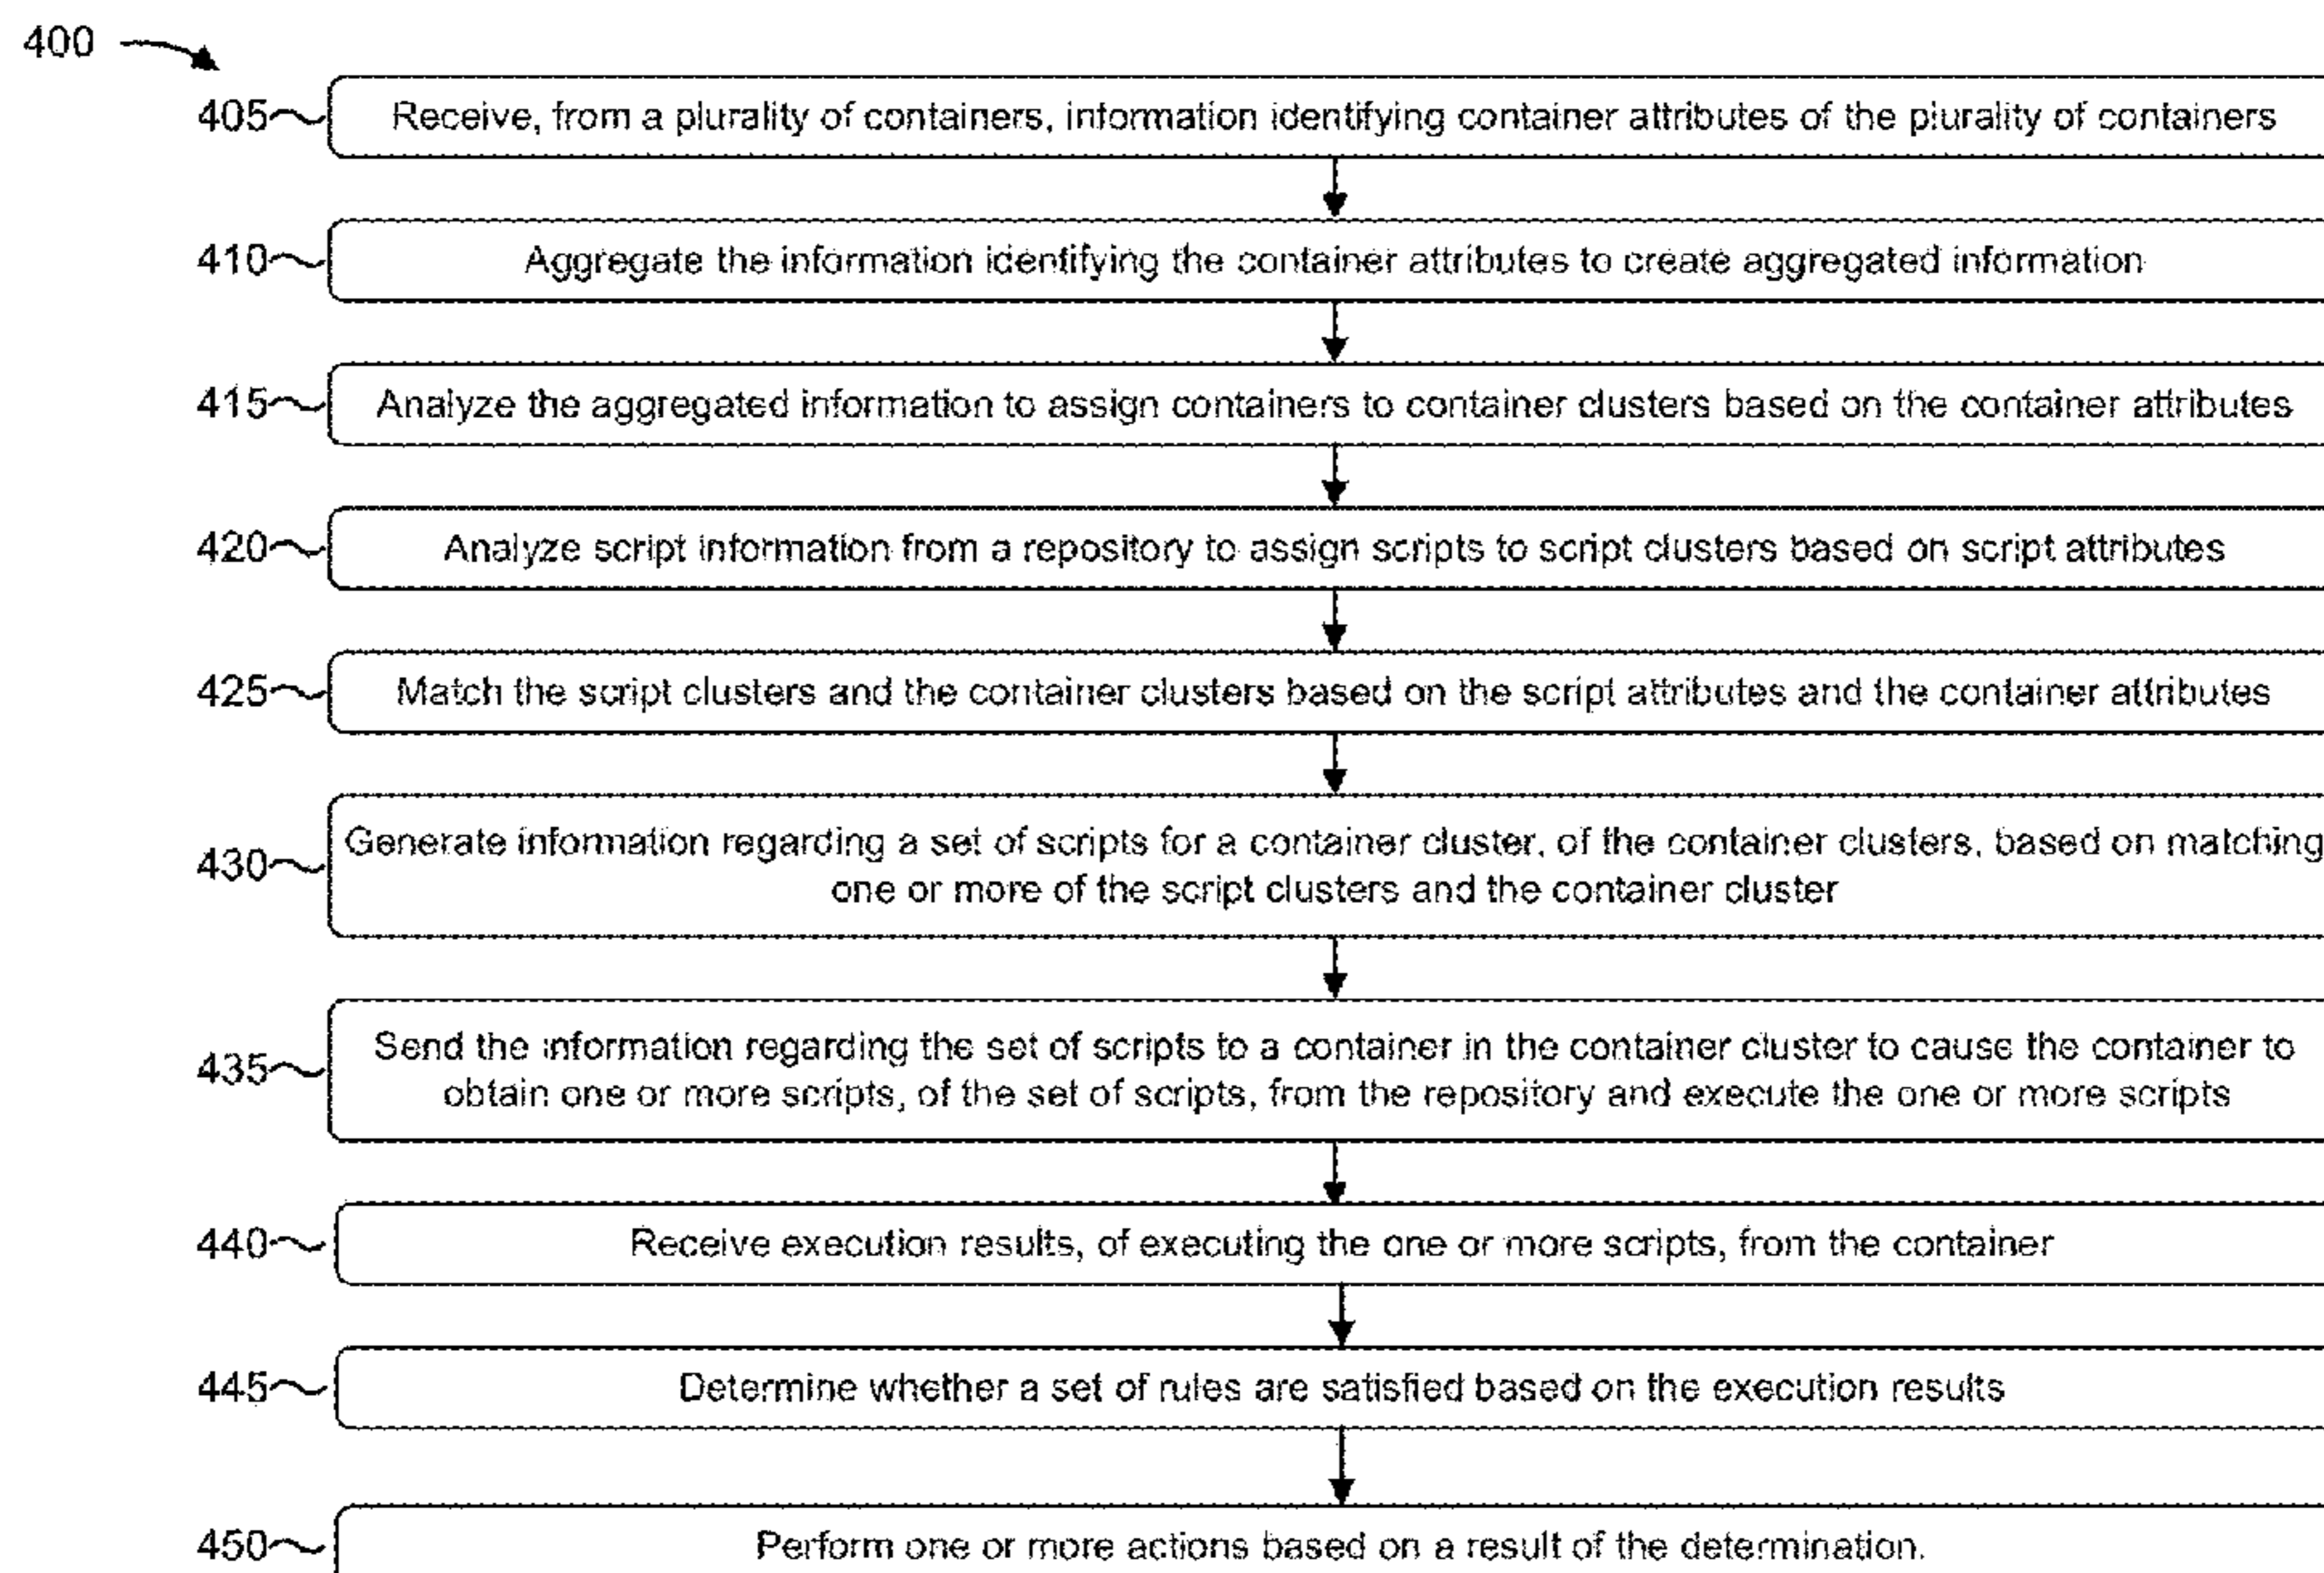 400
405 Receive, from a plurality of containers, information identifying container attributes of the plurality of containers
410 Aggregate the information identifying the container attributes to create aggregated information
415 Analyze the aggregated information to assign containers to container clusters based on the container attributes
420 Analyze script information from a repository to assign scripts to script clusters based on script attributes
425 Match the script clusters and the container clusters based on the script attributes and the container attributes
Generate information regarding a set of scripts for a container cluster, of the container clusters, based on matching
430
one or more of the script clusters and the container cluster
Send the information regarding the set of scripts to a container in the container cluster to cause the container to
435
obtain one or more scripts, of the set of scripts, from the repository and execute the one or more scripts
440 Receive execution results, of executing the one or more scripts, from the container
445 Determine whether a set of rules are satisfied based on the execution results
450 Perform one or more actions based on a result of the determination.